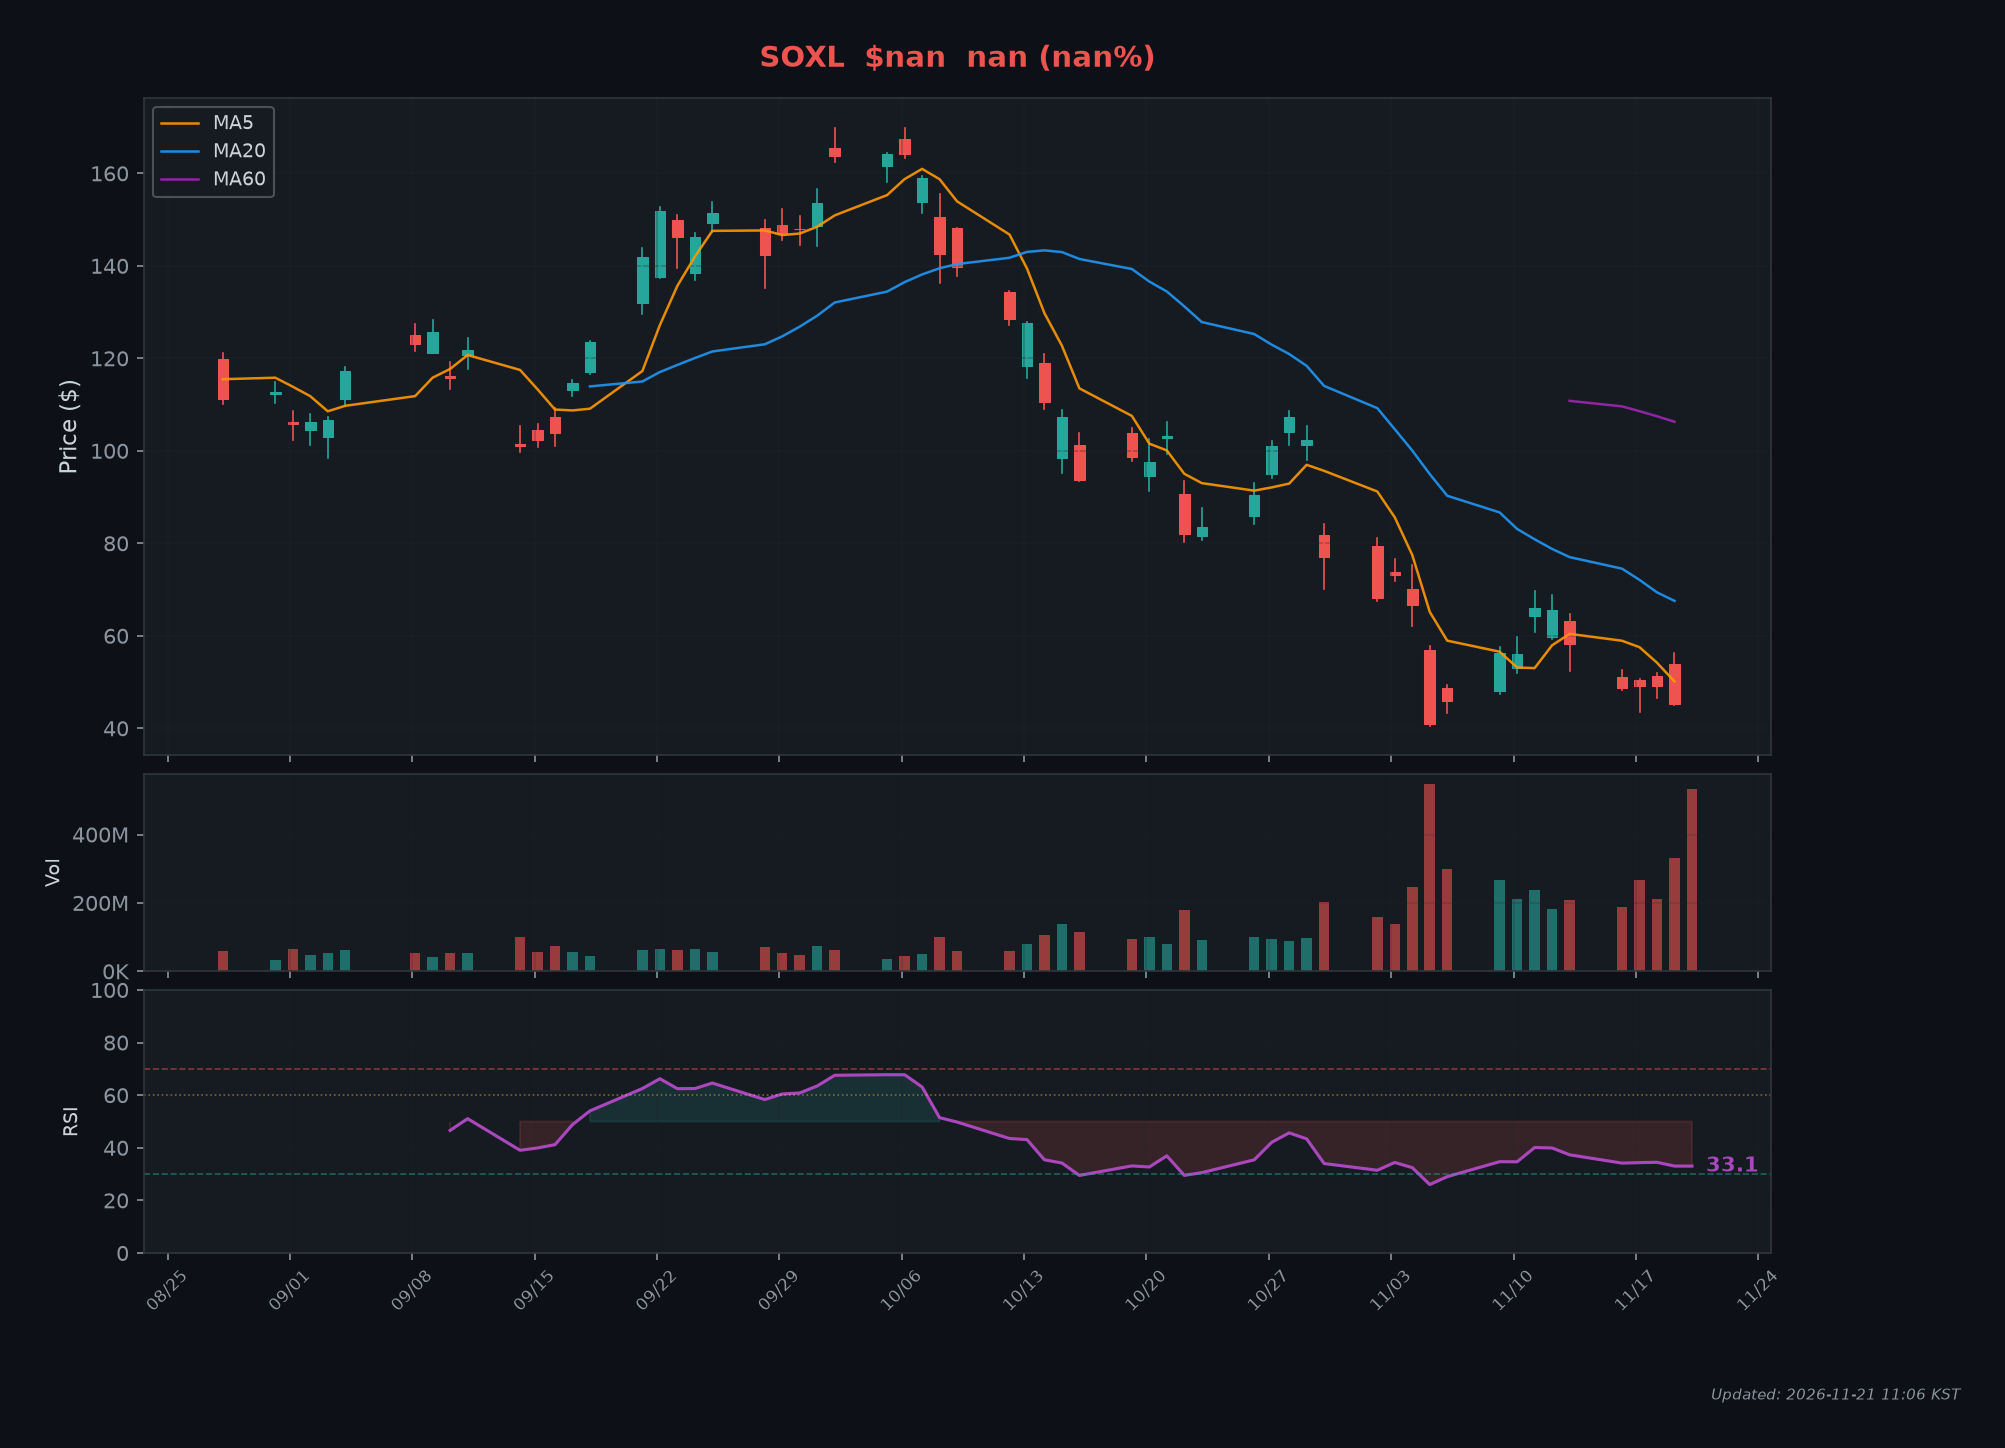 SOXL $nan nan (nan%)
MA5
MA20
MA60
Price ($)
160
140
120
100
80
60
40
Vol
400M
200M
0K
RSI
100
80
60
40
20
0
33.1
08/25
09/01
09/08
09/15
09/22
09/29
10/06
10/13
10/20
10/27
11/03
11/10
11/17
11/24
Updated: 2026-11-21 11:06 KST